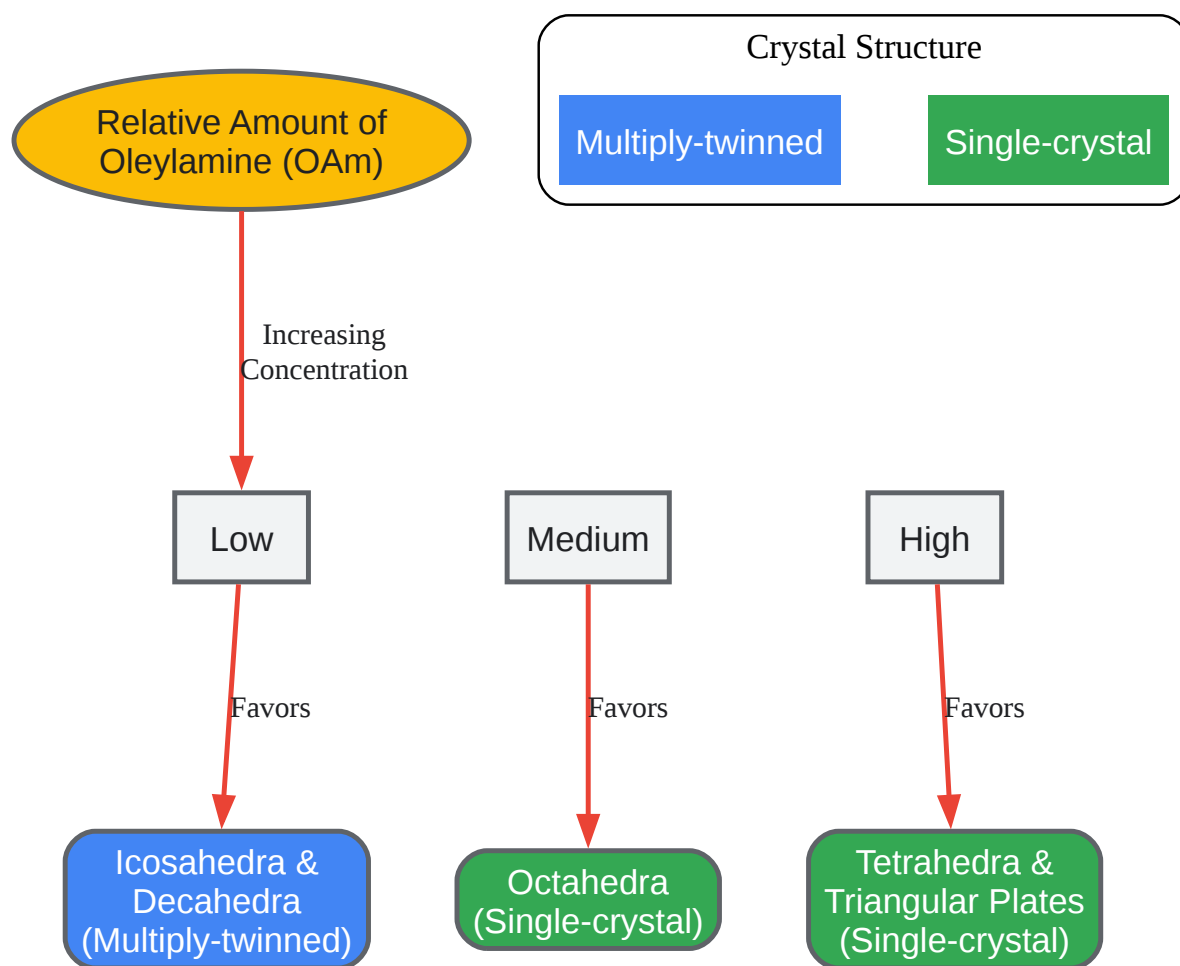 Crystal Structure
Multiply-twinned
Single-crystal
Relative Amount of
Oleylamine (OAm)
Increasing
Concentration
Low
Medium
High
Favors
Favors
Favors
Icosahedra &
Decahedra
(Multiply-twinned)
Octahedra
(Single-crystal)
Tetrahedra &
Triangular Plates
(Single-crystal)